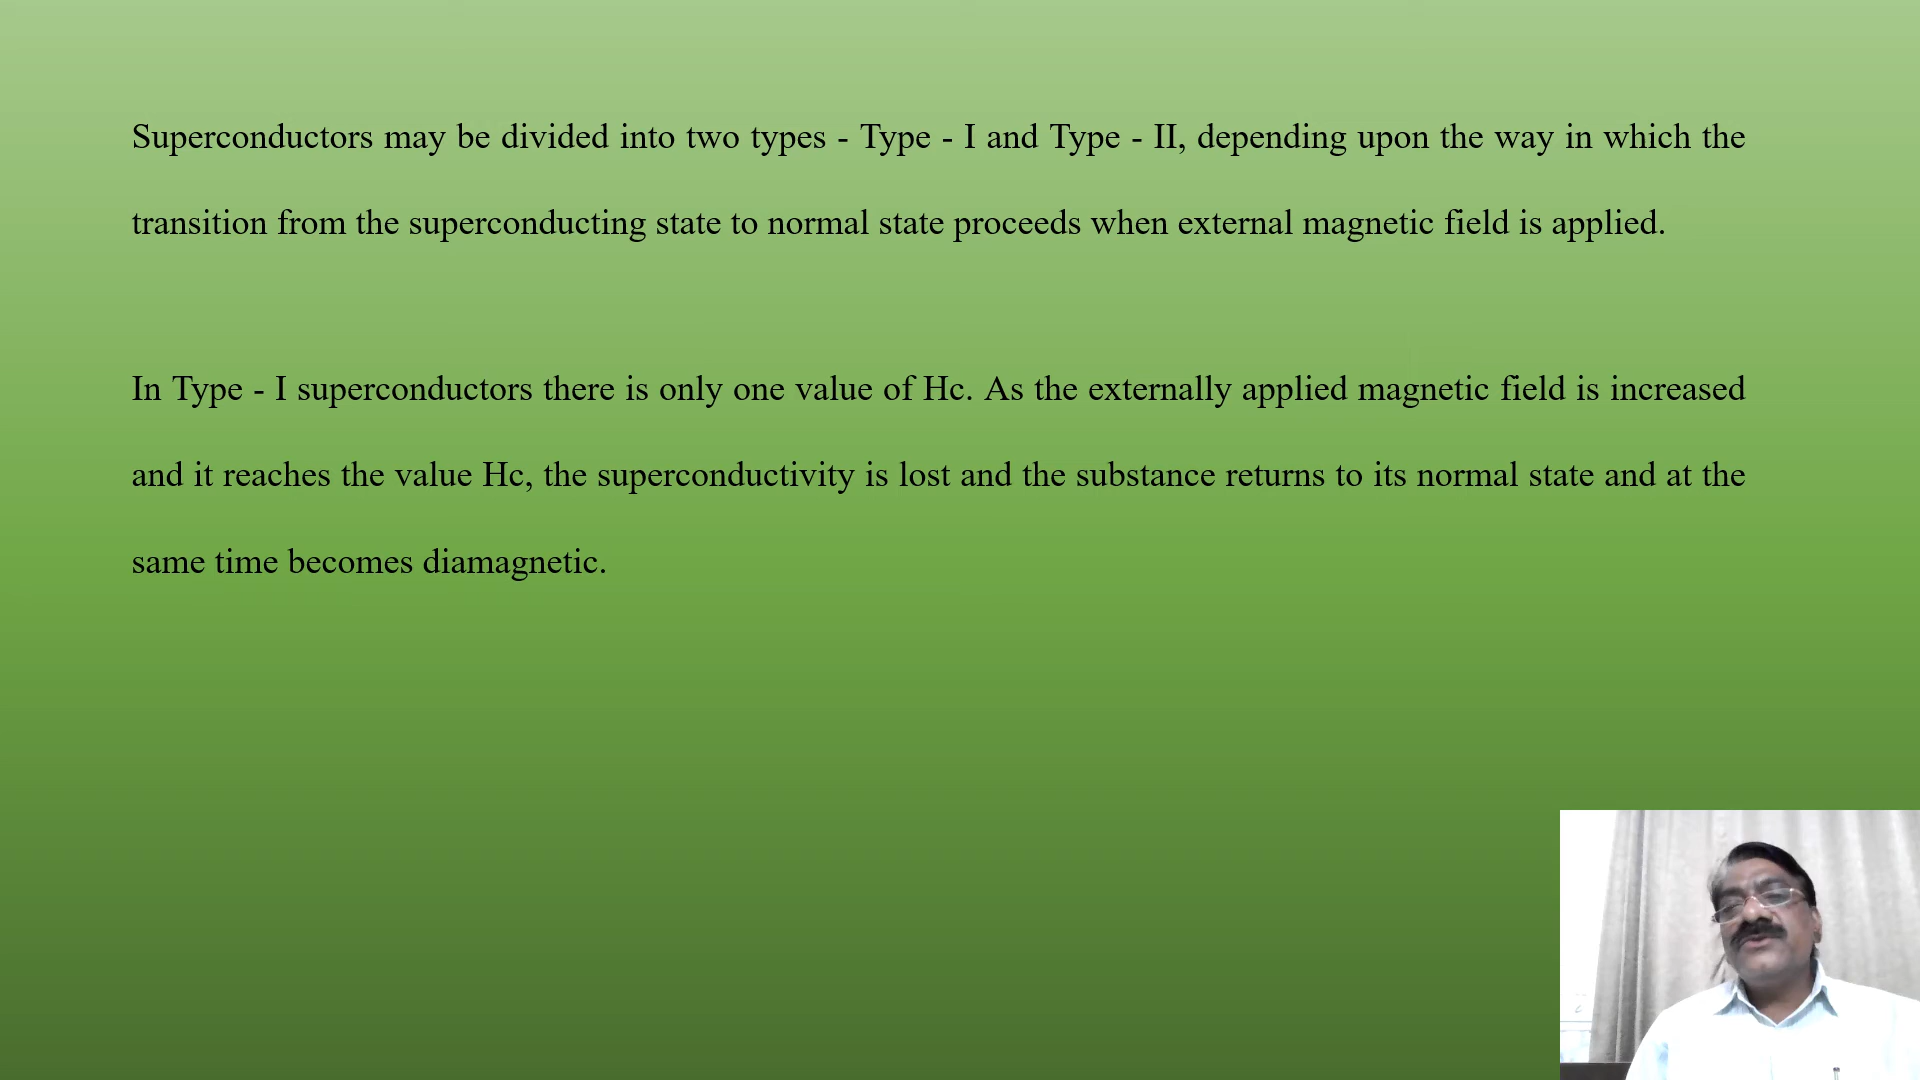 Superconductors may be divided into two types - Type - I and Type - II, depending upon the way in which the
transition from the superconducting state to normal state proceeds when external magnetic field is applied.
In Type - I superconductors there is only one value of Hc. As the externally applied magnetic field is increased
and it reaches the value Hc, the superconductivity is lost and the substance returns to its normal state and at the
same time becomes diamagnetic.